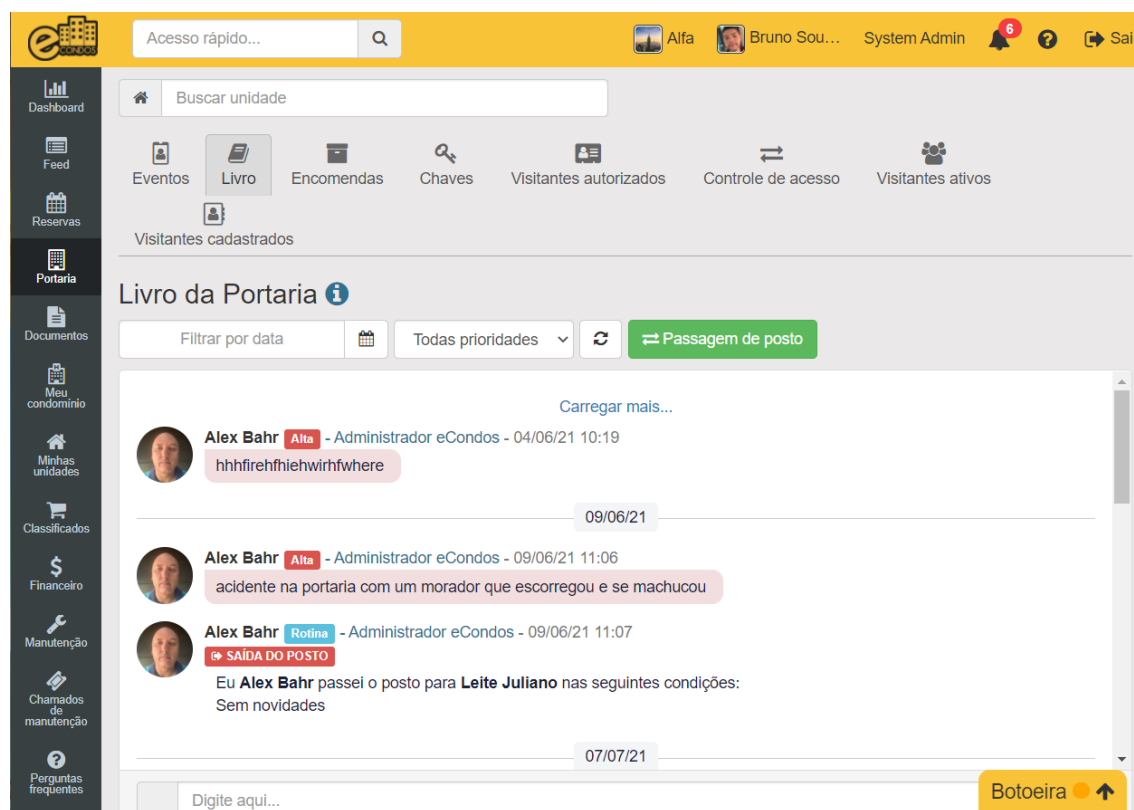 e
CONDOS
Acesso rápido...
Alfa
Bruno Sou...
System Admin
6
Sai
Dashboard
Feed
Reservas
Portaria
Documentos
Meu
condomínio
Minhas
unidades
Classificados
Financeiro
Manutenção
Chamados
de
manutenção
Perguntas
frequentes
Buscar unidade
Eventos
Livro
Encomendas
Chaves
Visitantes autorizados
Controle de acesso
Visitantes ativos
Visitantes cadastrados
Livro da Portaria
Filtrar por data
Todas prioridades
Passagem de posto
Carregar mais...
Alex Bahr Alta - Administrador eCondos - 04/06/21 10:19
hhhfirehfhiehwirhfwhere
09/06/21
Alex Bahr Alta - Administrador eCondos - 09/06/21 11:06
acidente na portaria com um morador que escorregou e se machucou
Alex Bahr Rotina - Administrador eCondos - 09/06/21 11:07
SAÍDA DO POSTO
Eu Alex Bahr passei o posto para Leite Juliano nas seguintes condições:
Sem novidades
07/07/21
Digite aqui...
Botoeira